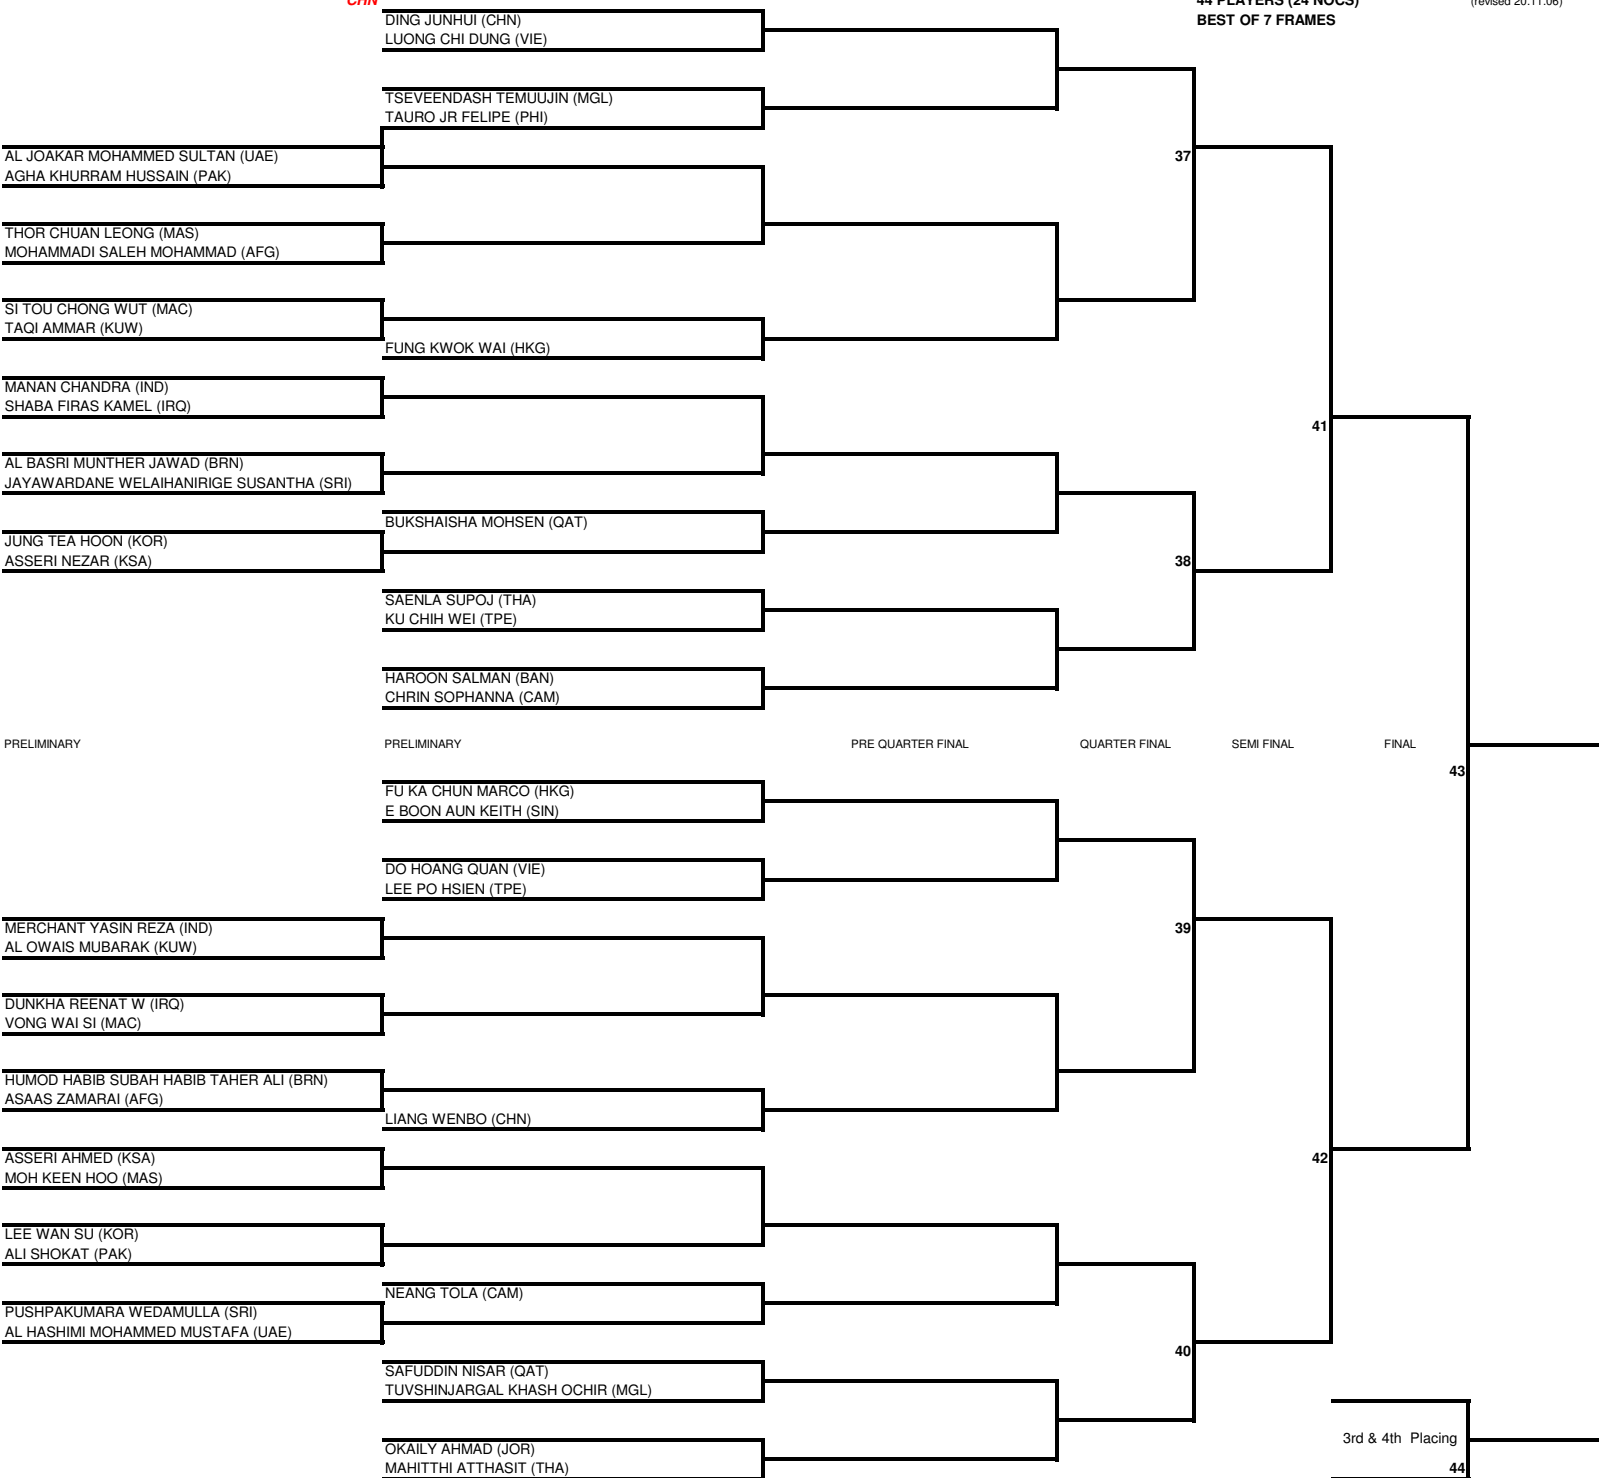 CHN
44 PLAYERS (24 NOCS)
(revised 20.11.06)
BEST OF 7 FRAMES
DING JUNHUI (CHN)
LUONG CHI DUNG (VIE)
TSEVEENDASH TEMUUJIN (MGL)
TAURO JR FELIPE (PHI)
AL JOAKAR MOHAMMED SULTAN (UAE)
AGHA KHURRAM HUSSAIN (PAK)
37
THOR CHUAN LEONG (MAS)
MOHAMMADI SALEH MOHAMMAD (AFG)
SI TOU CHONG WUT (MAC)
TAQI AMMAR (KUW)
FUNG KWOK WAI (HKG)
MANAN CHANDRA (IND)
SHABA FIRAS KAMEL (IRQ)
41
AL BASRI MUNTHER JAWAD (BRN)
JAYAWARDANE WELAIHANIRIGE SUSANTHA (SRI)
BUKSHAISHA MOHSEN (QAT)
JUNG TEA HOON (KOR)
ASSERI NEZAR (KSA)
38
SAENLA SUPOJ (THA)
KU CHIH WEI (TPE)
HAROON SALMAN (BAN)
CHRIN SOPHANNA (CAM)
PRELIMINARY
PRELIMINARY
PRE QUARTER FINAL
QUARTER FINAL
SEMI FINAL
FINAL
43
FU KA CHUN MARCO (HKG)
E BOON AUN KEITH (SIN)
DO HOANG QUAN (VIE)
LEE PO HSIEN (TPE)
MERCHANT YASIN REZA (IND)
AL OWAIS MUBARAK (KUW)
39
DUNKHA REENAT W (IRQ)
VONG WAI SI (MAC)
HUMOD HABIB SUBAH HABIB TAHER ALI (BRN)
ASAAS ZAMARAI (AFG)
LIANG WENBO (CHN)
ASSERI AHMED (KSA)
MOH KEEN HOO (MAS)
42
LEE WAN SU (KOR)
ALI SHOKAT (PAK)
NEANG TOLA (CAM)
PUSHPAKUMARA WEDAMULLA (SRI)
AL HASHIMI MOHAMMED MUSTAFA (UAE)
40
SAFUDDIN NISAR (QAT)
TUVSHINJARGAL KHASH OCHIR (MGL)
3rd & 4th Placing
OKAILY AHMAD (JOR)
MAHITTHI ATTHASIT (THA)
44